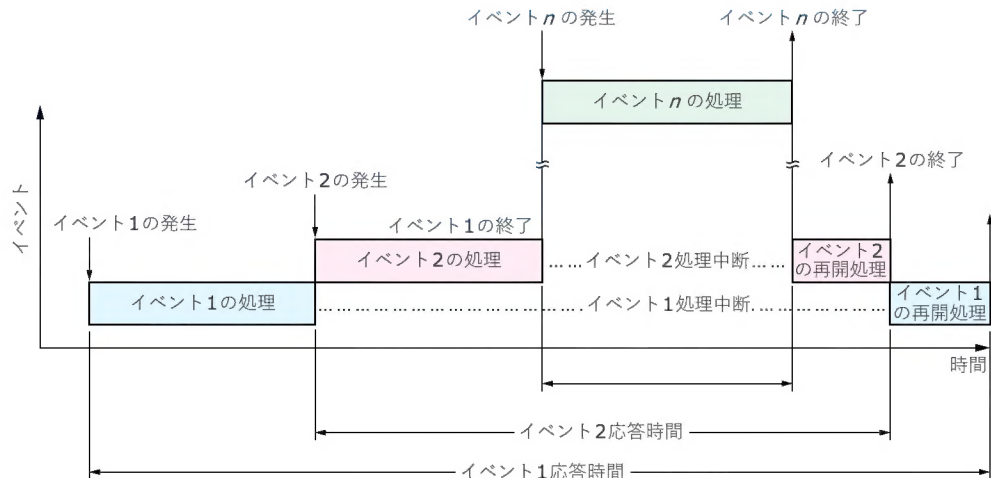 イベントnの発生
イベントnの終了
イベントnの処理
イベント2の終了
イベント2の発生
イベント
イベント1の発生
イベント1の終了
イベント2の処理
……イベント2処理中断……
イベント2
の再開処理
イベント1の処理
…………………………イベント1処理中断…………………
イベント1
の再開処理
時間
イベント2応答時間
イベント1応答時間